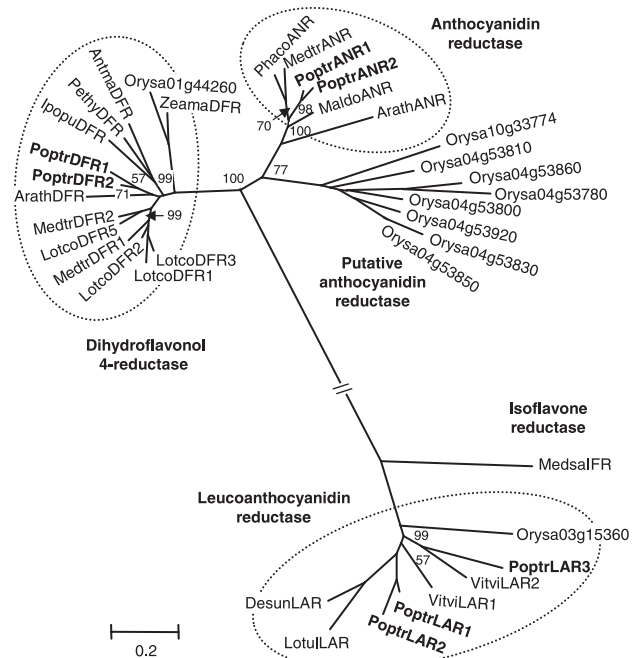 Anthocyanidin
reductase
PhacoANR
MedtrANR
PoptrANR1
PoptrANR2
MaldoANR
ArathANR
98
70
100
AntmaDFR
PethyDFR
IpopuDFR
Orysa01g44260
ZeamaDFR
PoptrDFR1
PoptrDFR2
ArathDFR
MedtrDFR2
LotcoDFR5
MedtrDFR1
LotcoDFR2
LotcoDFR3
LotcoDFR1
57
99
71
99
100
77
Dihydroflavonol
4-reductase
Orysa10g33774
Orysa04g53810
Orysa04g53860
Orysa04g53780
Orysa04g53800
Orysa04g53920
Orysa04g53830
Orysa04g53850
Putative
anthocyanidin
reductase
Isoflavone
reductase
MedsaIFR
Leucoanthocyanidin
reductase
Orysa03g15360
99
57
PoptrLAR3
VitviLAR2
VitviLAR1
PoptrLAR1
PoptrLAR2
DesunLAR
LotulLAR
0.2